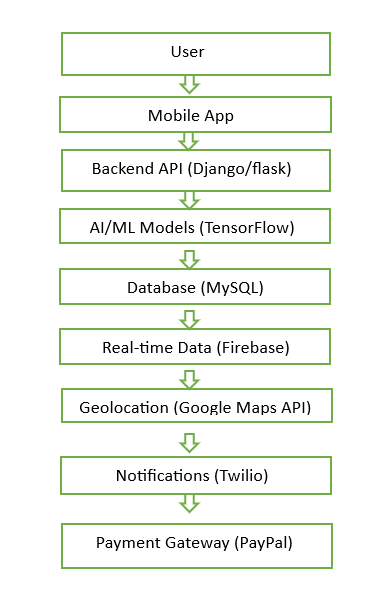 User
Mobile App
Backend API (Django/flask)
AI/ML Models (TensorFlow)
Database (MySQL)
Real-time Data (Firebase)
Geolocation (Google Maps API)
Notifications (Twilio)
Payment Gateway (PayPal)